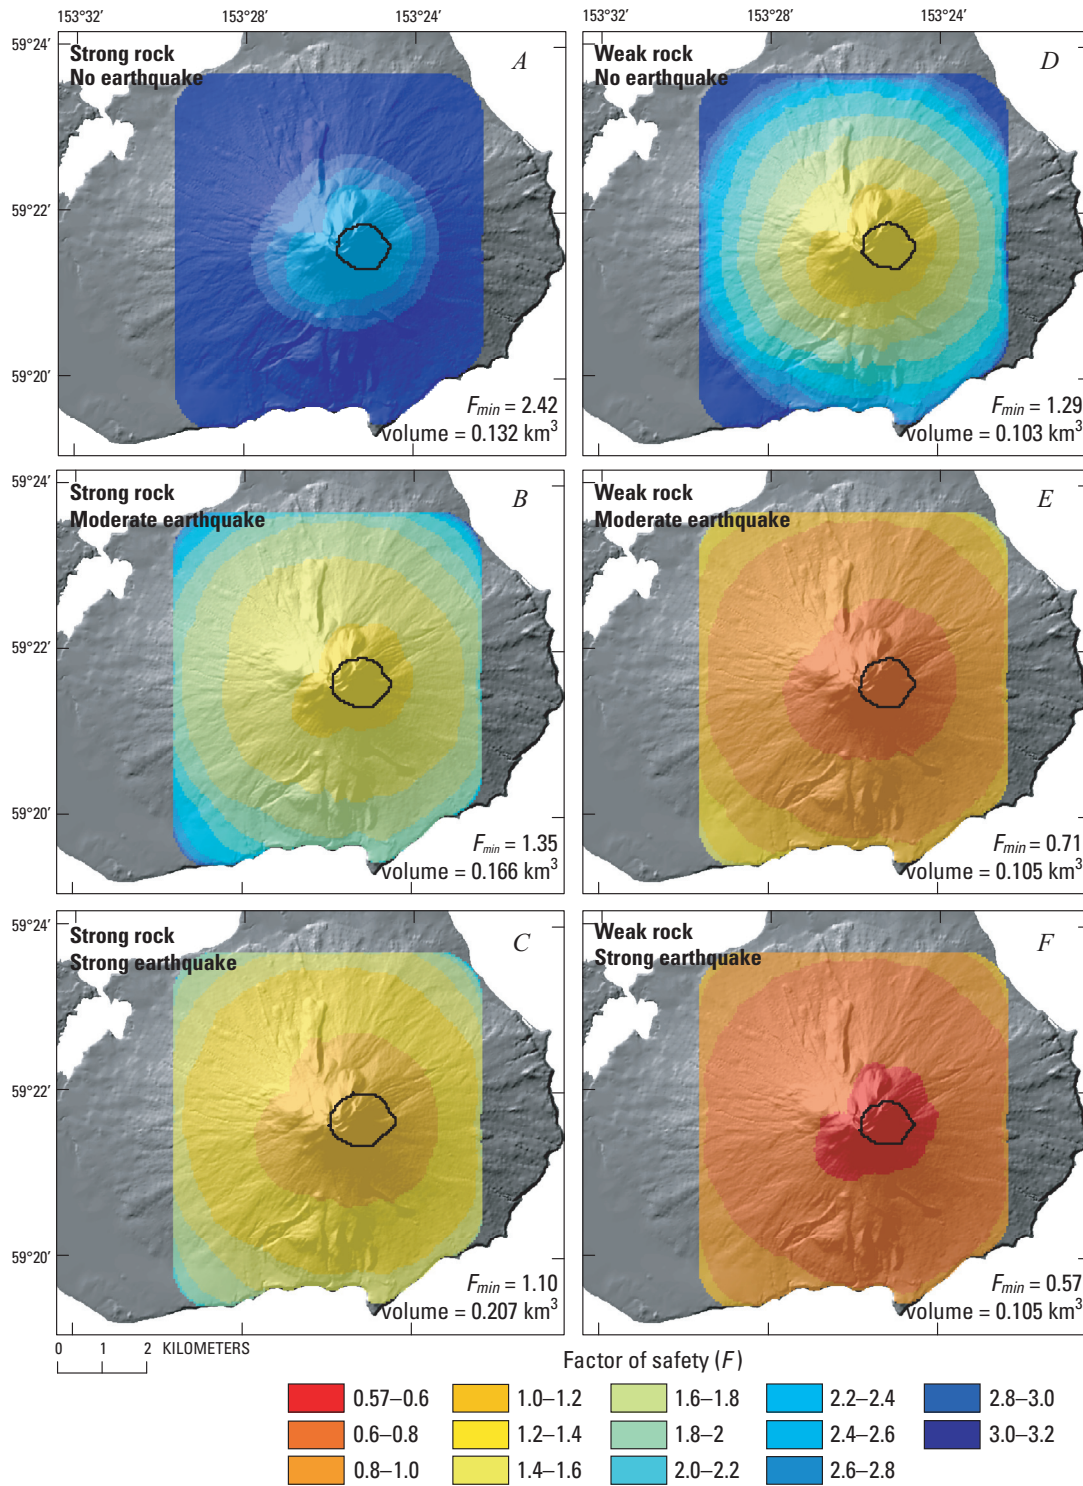 153°32′ 153°28′ 153°24′ 153°32′ 153°28′ 153°24′
59°24′
59°22′
59°20′
Strong rock
No earthquake
A
F_min = 2.42
volume = 0.132 km³
Weak rock
No earthquake
D
F_min = 1.29
volume = 0.103 km³
59°24′
59°22′
59°20′
Strong rock
Moderate earthquake
B
F_min = 1.35
volume = 0.166 km³
Weak rock
Moderate earthquake
E
F_min = 0.71
volume = 0.105 km³
59°24′
59°22′
59°20′
Strong rock
Strong earthquake
C
F_min = 1.10
volume = 0.207 km³
Weak rock
Strong earthquake
F
F_min = 0.57
volume = 0.105 km³
0 1 2 KILOMETERS
Factor of safety (F)
0.57–0.6 1.0–1.2 1.6–1.8 2.2–2.4 2.8–3.0
0.6–0.8 1.2–1.4 1.8–2 2.4–2.6 3.0–3.2
0.8–1.0 1.4–1.6 2.0–2.2 2.6–2.8